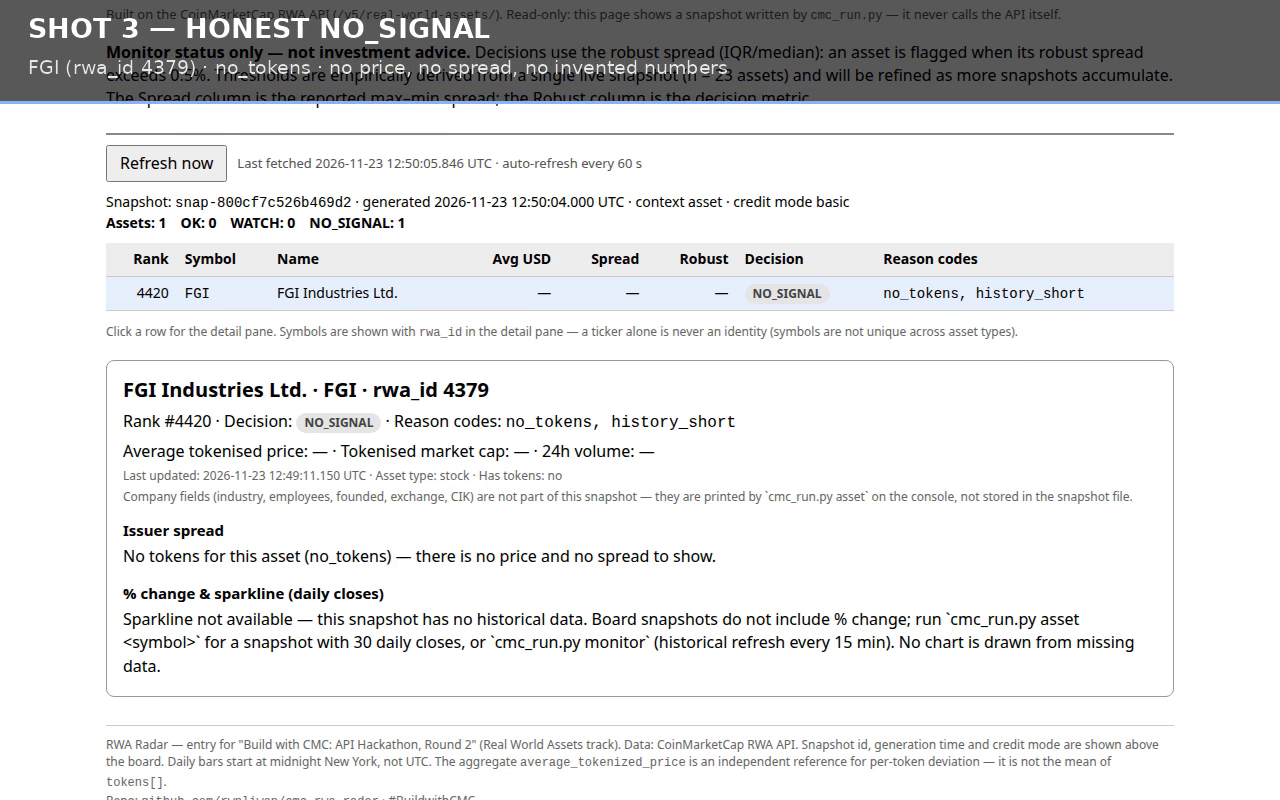 Built on the CoinMarketCap RWA API (/v5/real-world-assets/). Read-only: this page shows a snapshot written by cmc_run.py — it never calls the API itself.
SHOT 3 — HONEST NO_SIGNAL
Monitor status only — not investment advice. Decisions use the robust spread (IQR/median): an asset is flagged when its robust spread
FGI (rwa_id 4379) · no_tokens · no price, no spread, no invented numbers
exceeds 0.5%. Thresholds are empirically derived from a single live snapshot (n = 23 assets) and will be refined as more snapshots accumulate.
The Spread column is the reported max–min spread; the Robust column is the decision metric.
Refresh now Last fetched 2026-11-23 12:50:05.846 UTC · auto-refresh every 60 s
Snapshot: snap-800cf7c526b469d2 · generated 2026-11-23 12:50:04.000 UTC · context asset · credit mode basic
Assets: 1 OK: 0 WATCH: 0 NO_SIGNAL: 1
Rank Symbol Name Avg USD Spread Robust Decision Reason codes
4420 FGI FGI Industries Ltd. — — — NO_SIGNAL no_tokens, history_short
Click a row for the detail pane. Symbols are shown with rwa_id in the detail pane — a ticker alone is never an identity (symbols are not unique across asset types).
FGI Industries Ltd. · FGI · rwa_id 4379
Rank #4420 · Decision: NO_SIGNAL · Reason codes: no_tokens, history_short
Average tokenised price: — · Tokenised market cap: — · 24h volume: —
Last updated: 2026-11-23 12:49:11.150 UTC · Asset type: stock · Has tokens: no
Company fields (industry, employees, founded, exchange, CIK) are not part of this snapshot — they are printed by `cmc_run.py asset` on the console, not stored in the snapshot file.
Issuer spread
No tokens for this asset (no_tokens) — there is no price and no spread to show.
% change & sparkline (daily closes)
Sparkline not available — this snapshot has no historical data. Board snapshots do not include % change; run `cmc_run.py asset
<symbol>` for a snapshot with 30 daily closes, or `cmc_run.py monitor` (historical refresh every 15 min). No chart is drawn from missing
data.
RWA Radar — entry for "Build with CMC: API Hackathon, Round 2" (Real World Assets track). Data: CoinMarketCap RWA API. Snapshot id, generation time and credit mode are shown above
the board. Daily bars start at midnight New York, not UTC. The aggregate average_tokenized_price is an independent reference for per-token deviation — it is not the mean of
tokens[].